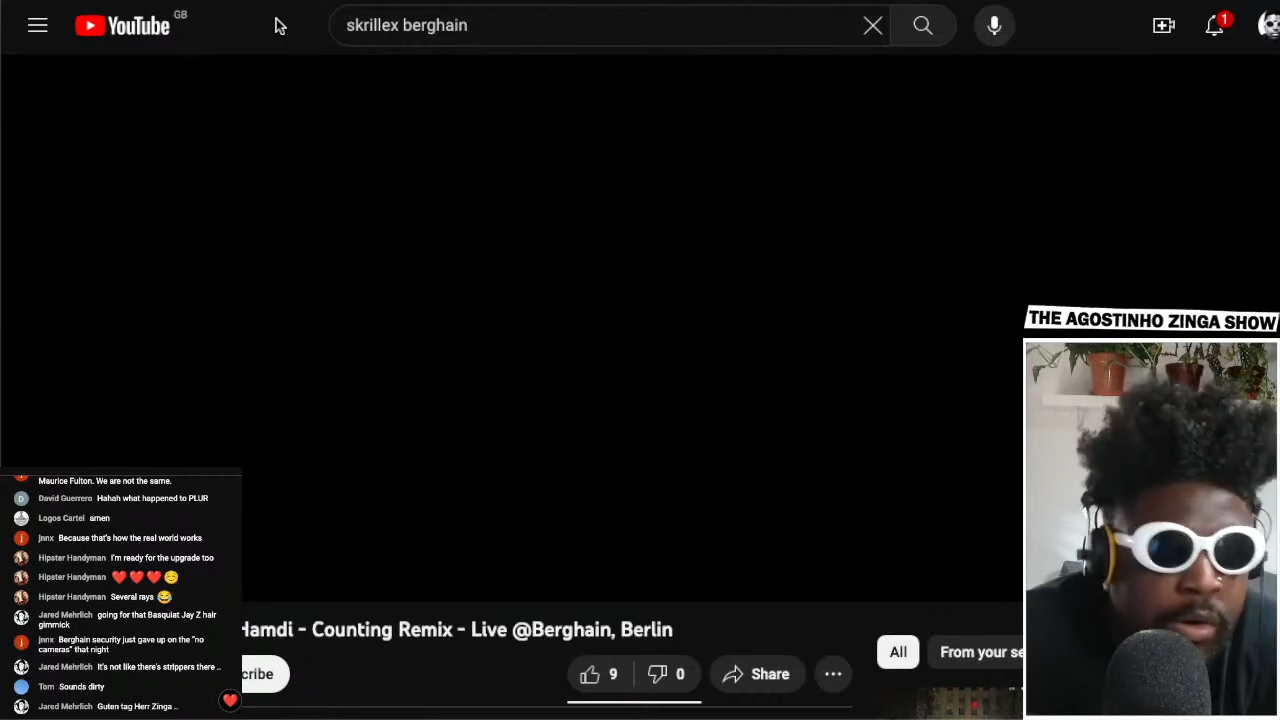 YouTube GB
skrillex berghain
1
THE AGOSTINHO ZINGA SHOW
Maurice Fulton. We are not the same.
David Guerrero Hahah what happened to PLUR
Logos Cartel amen
jnnx Because that's how the real world works
Hipster Handyman I'm ready for the upgrade too
Hipster Handyman ❤️❤️❤️☺️
Hipster Handyman Several rays 😂
Jared Mehrlich going for that Basquiat Jay Z hair
gimmick
jnnx Berghain security just gave up on the "no
cameras" that night
Jared Mehrlich It's not like there's strippers there ..
Tom Sounds dirty
Jared Mehrlich Guten tag Herr Zinga ..
Hamdi - Counting Remix - Live @Berghain, Berlin
cribe
9 0 Share
All From your se